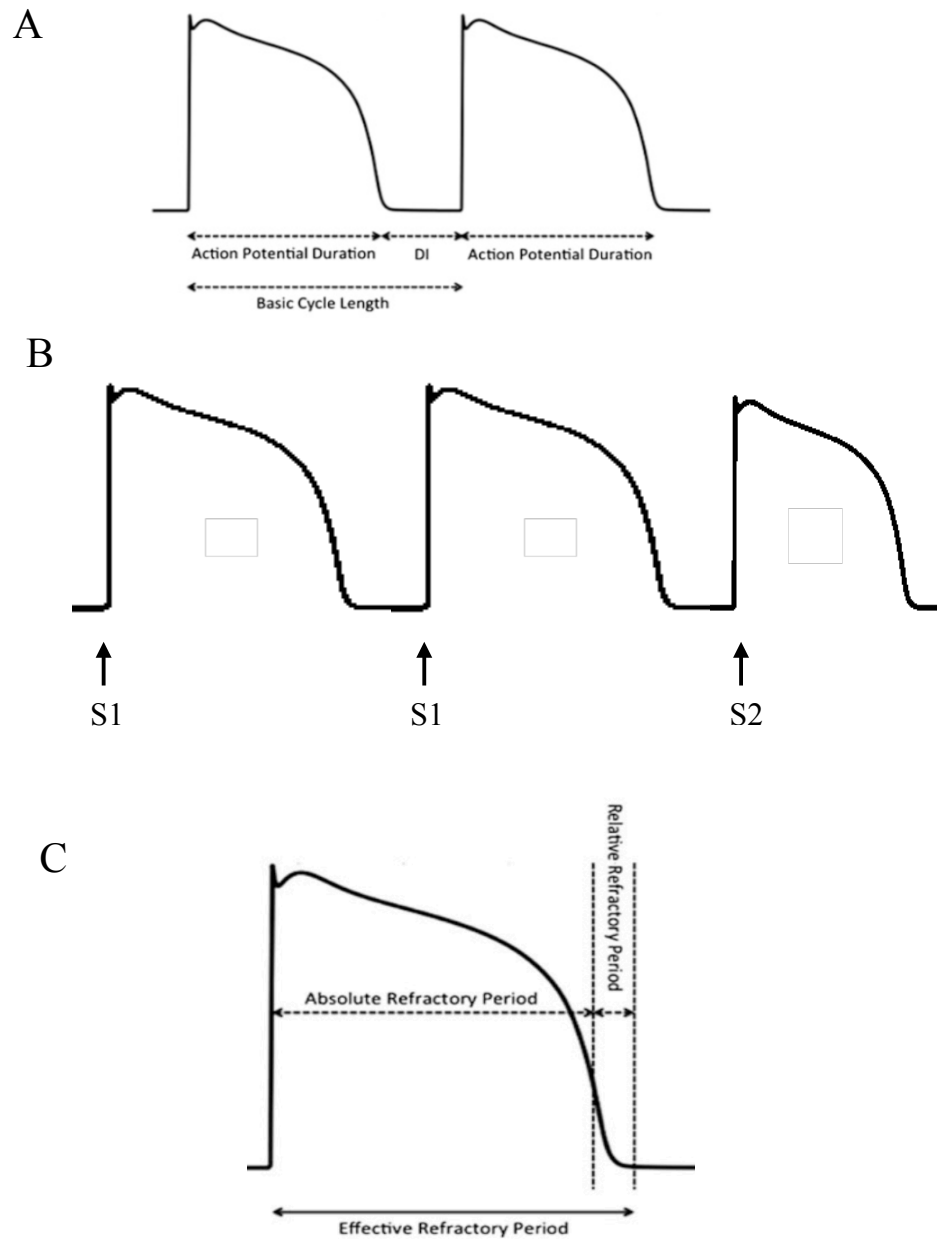 A
Action Potential Duration DI Action Potential Duration
Basic Cycle Length
B
S1 S1 S2
C
Relative Refractory Period
Absolute Refractory Period
Effective Refractory Period